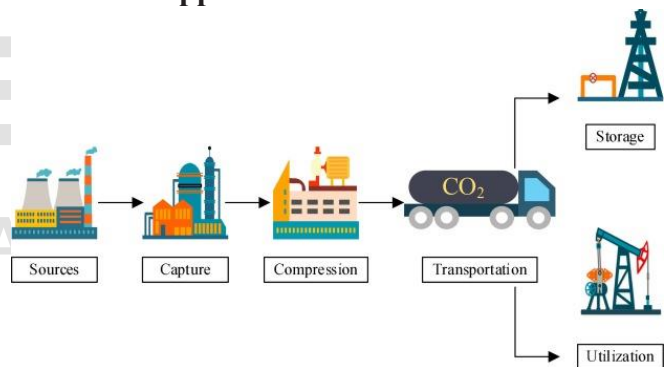 CO2
Storage
Sources
Capture
Compression
Transportation
Utilization